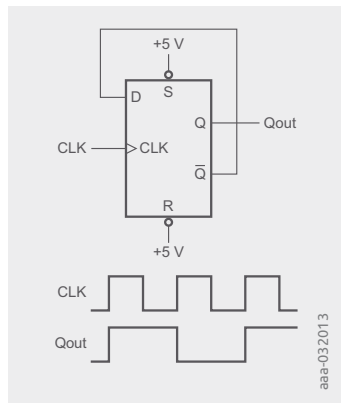 +5 V
S
D
Q
Qout
CLK
CLK
Q̅
R
+5 V
CLK
Qout
aaa-032013